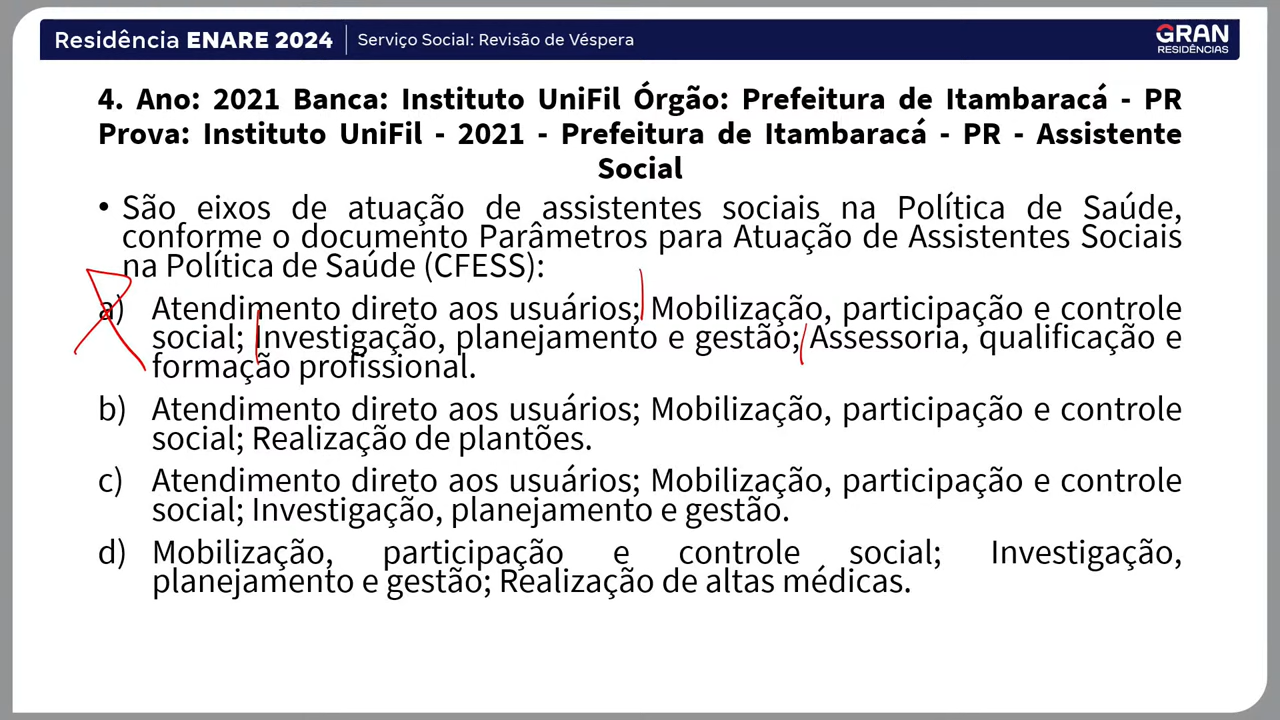 Residência ENARE 2024 Serviço Social: Revisão de Véspera GRAN
RESIDÊNCIAS
4. Ano: 2021 Banca: Instituto UniFil Órgão: Prefeitura de Itambaracá - PR
Prova: Instituto UniFil - 2021 - Prefeitura de Itambaracá - PR - Assistente
Social
• São eixos de atuação de assistentes sociais na Política de Saúde,
conforme o documento Parâmetros para Atuação de Assistentes Sociais
na Política de Saúde (CFESS):
a) Atendimento direto aos usuários; Mobilização, participação e controle
social; Investigação, planejamento e gestão; Assessoria, qualificação e
formação profissional.
b) Atendimento direto aos usuários; Mobilização, participação e controle
social; Realização de plantões.
c) Atendimento direto aos usuários; Mobilização, participação e controle
social; Investigação, planejamento e gestão.
d) Mobilização, participação e controle social; Investigação,
planejamento e gestão; Realização de altas médicas.